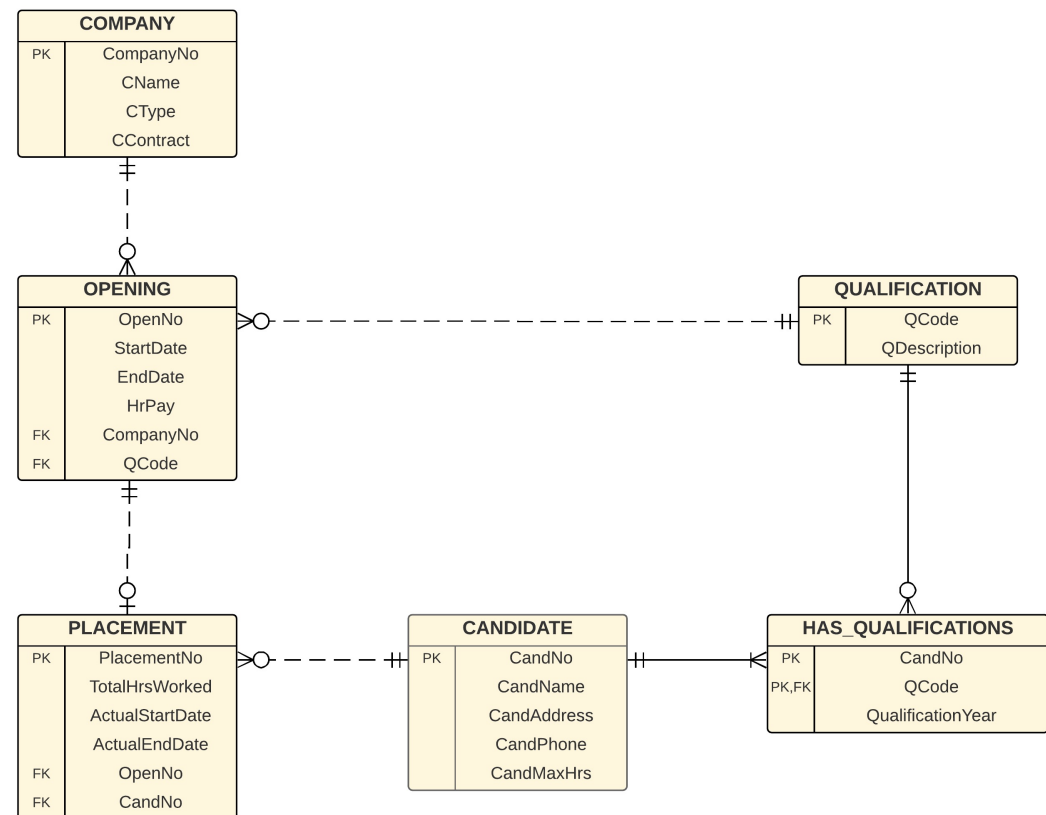 COMPANY
PK CompanyNo
CName
CType
CContract
OPENING
PK OpenNo
StartDate
EndDate
HrPay
FK CompanyNo
FK QCode
QUALIFICATION
PK QCode
QDescription
PLACEMENT
PK PlacementNo
TotalHrsWorked
ActualStartDate
ActualEndDate
FK OpenNo
FK CandNo
CANDIDATE
PK CandNo
CandName
CandAddress
CandPhone
CandMaxHrs
HAS_QUALIFICATIONS
PK CandNo
PK,FK QCode
QualificationYear